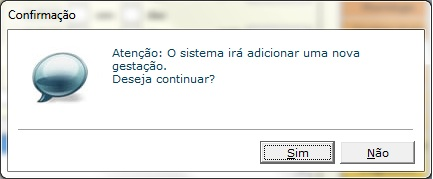 Confirmação
Atenção: O sistema irá adicionar uma nova
gestação.
Deseja continuar?
Sim
Não